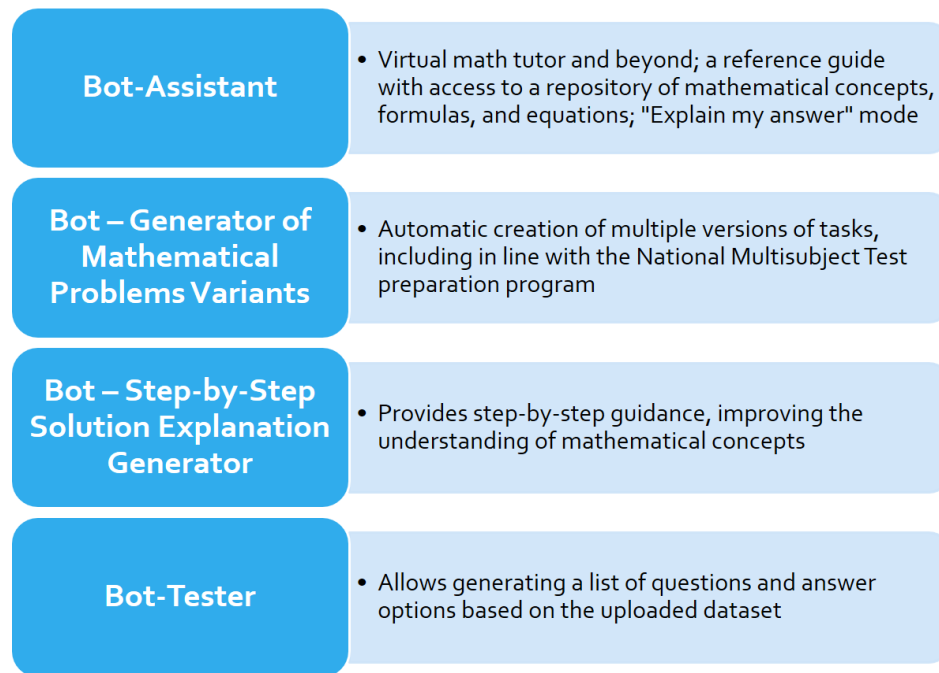 Bot-Assistant
• Virtual math tutor and beyond; a reference guide
with access to a repository of mathematical concepts,
formulas, and equations; "Explain my answer" mode
Bot – Generator of
Mathematical
Problems Variants
• Automatic creation of multiple versions of tasks,
including in line with the National Multisubject Test
preparation program
Bot – Step-by-Step
Solution Explanation
Generator
• Provides step-by-step guidance, improving the
understanding of mathematical concepts
Bot-Tester
• Allows generating a list of questions and answer
options based on the uploaded dataset